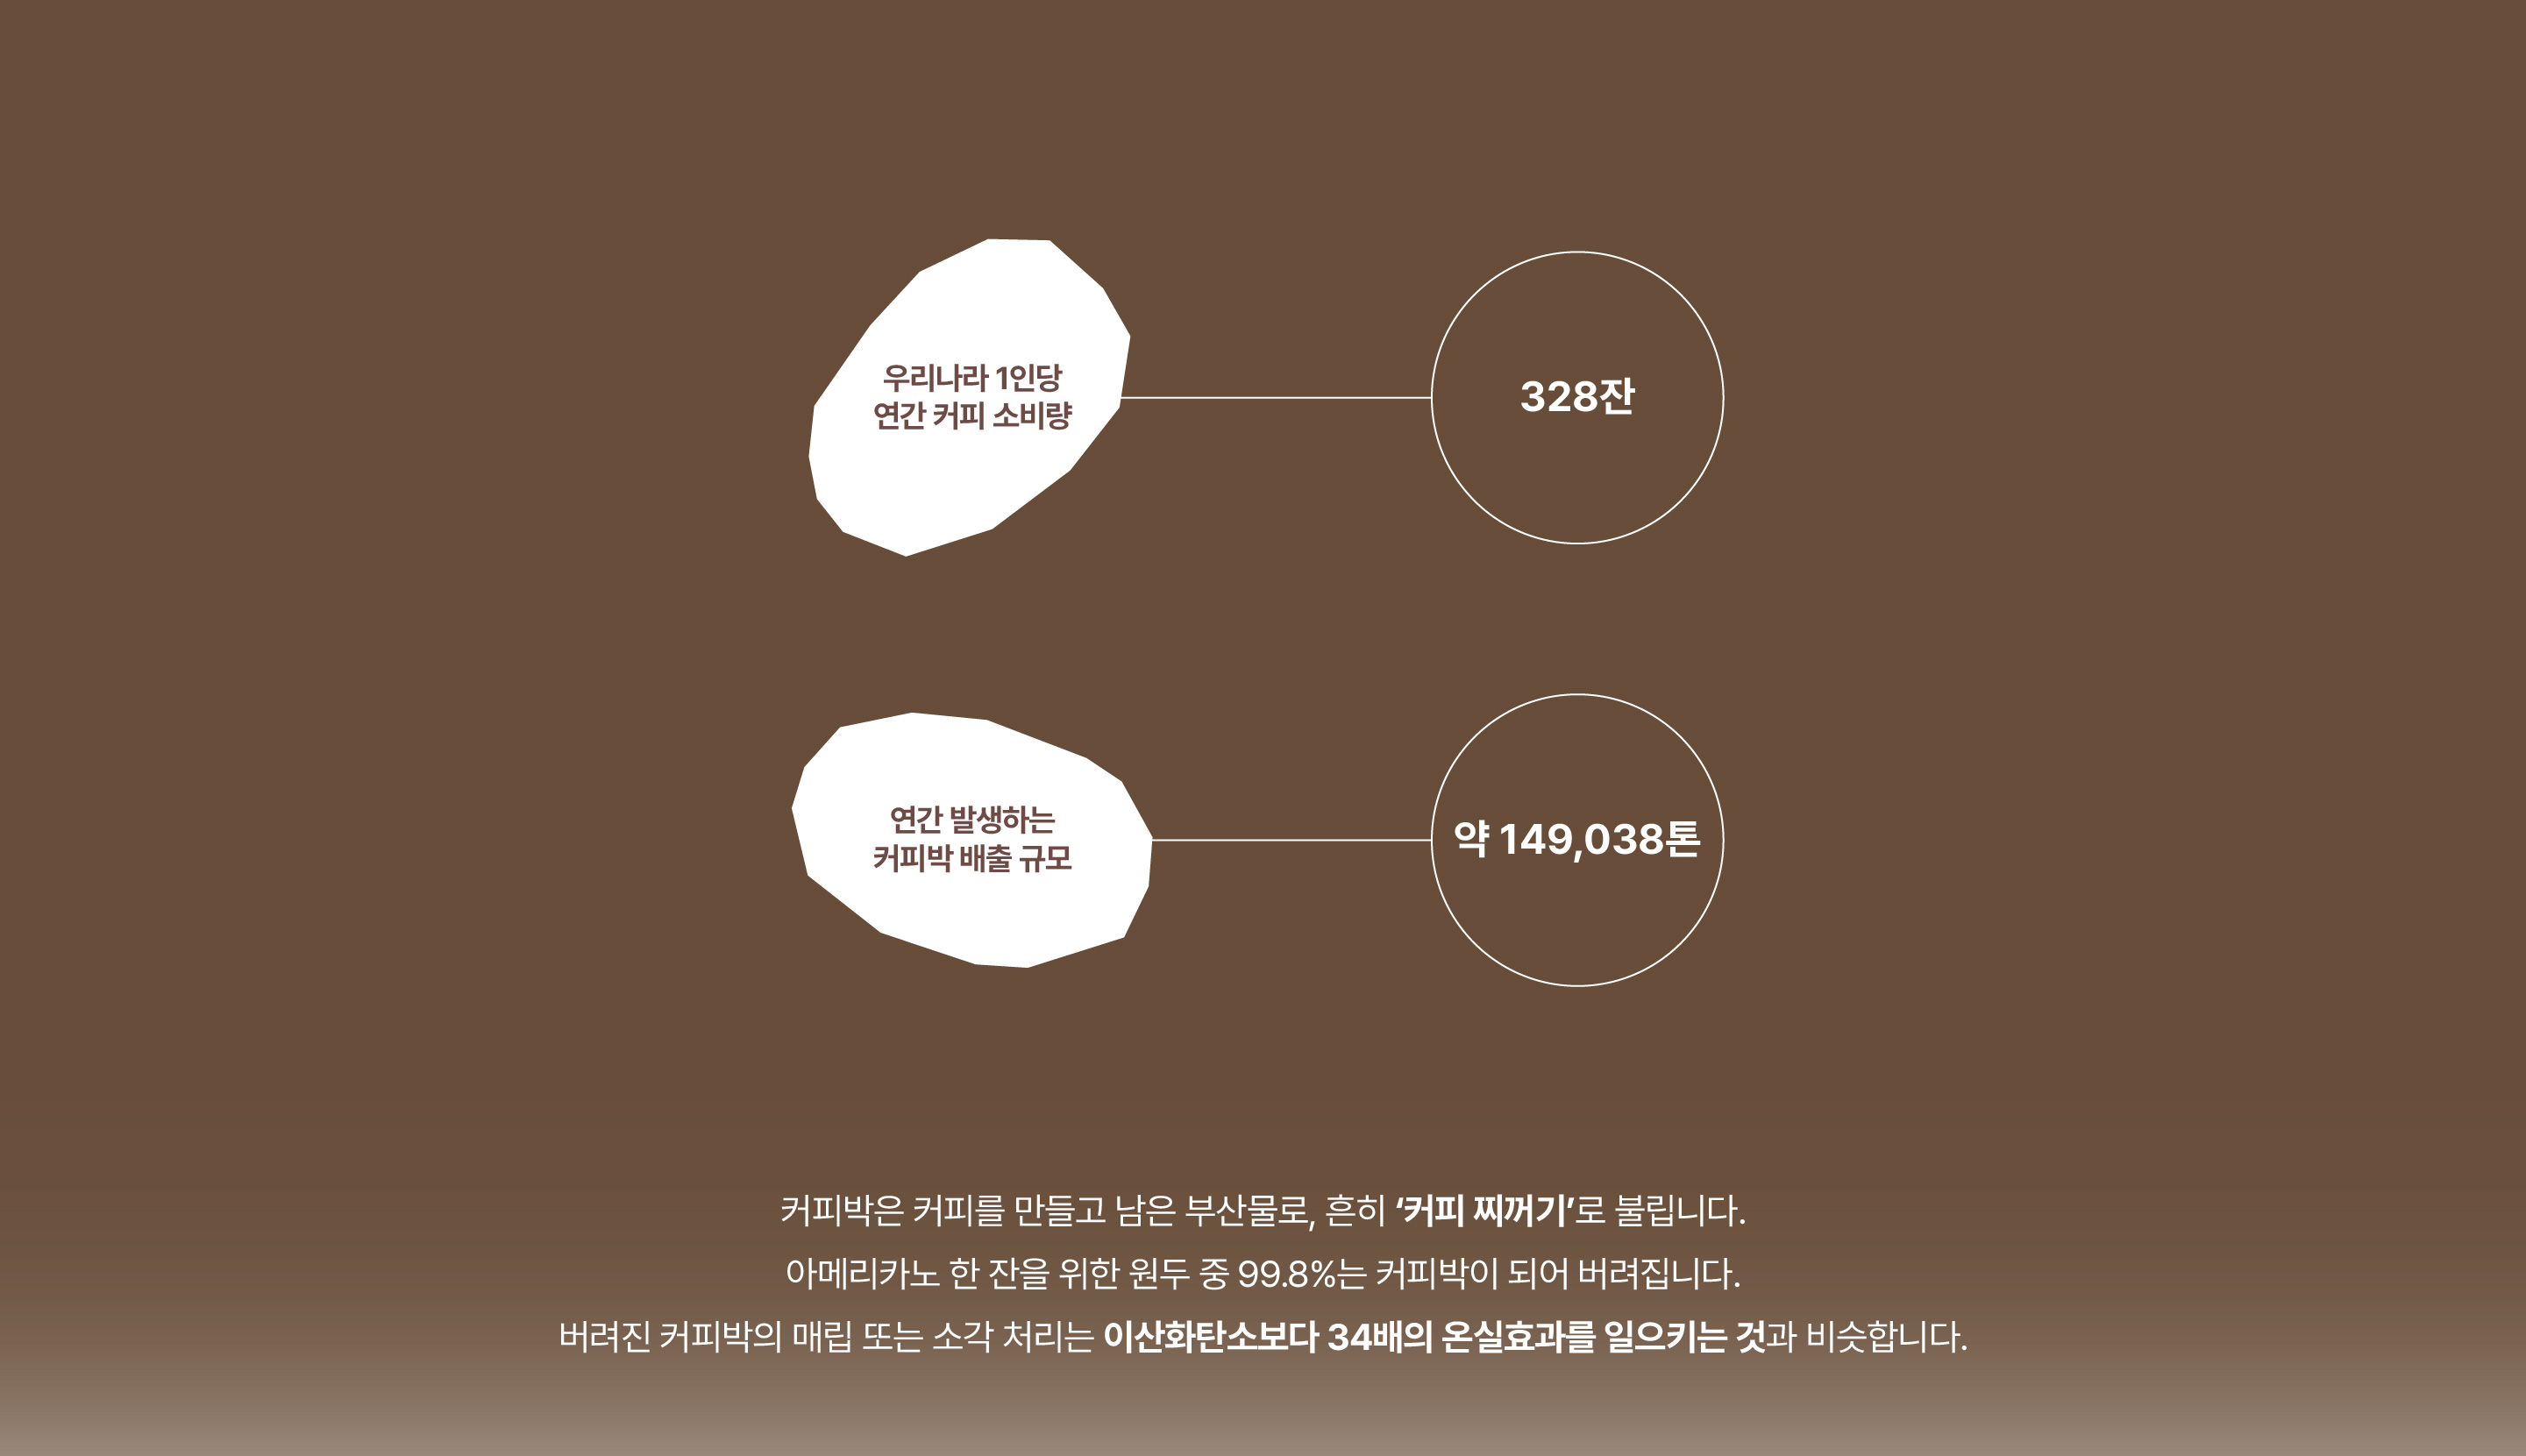 우리나라 1인당
연간 커피 소비량
328잔
연간 발생하는
커피박 배출 규모
약 149,038톤
커피박은 커피를 만들고 남은 부산물로, 흔히 ‘커피 찌꺼기’로 불립니다.
아메리카노 한 잔을 위한 원두 중 99.8%는 커피박이 되어 버려집니다.
버려진 커피박의 매립 또는 소각 처리는 이산화탄소보다 34배의 온실효과를 일으키는 것과 비슷합니다.